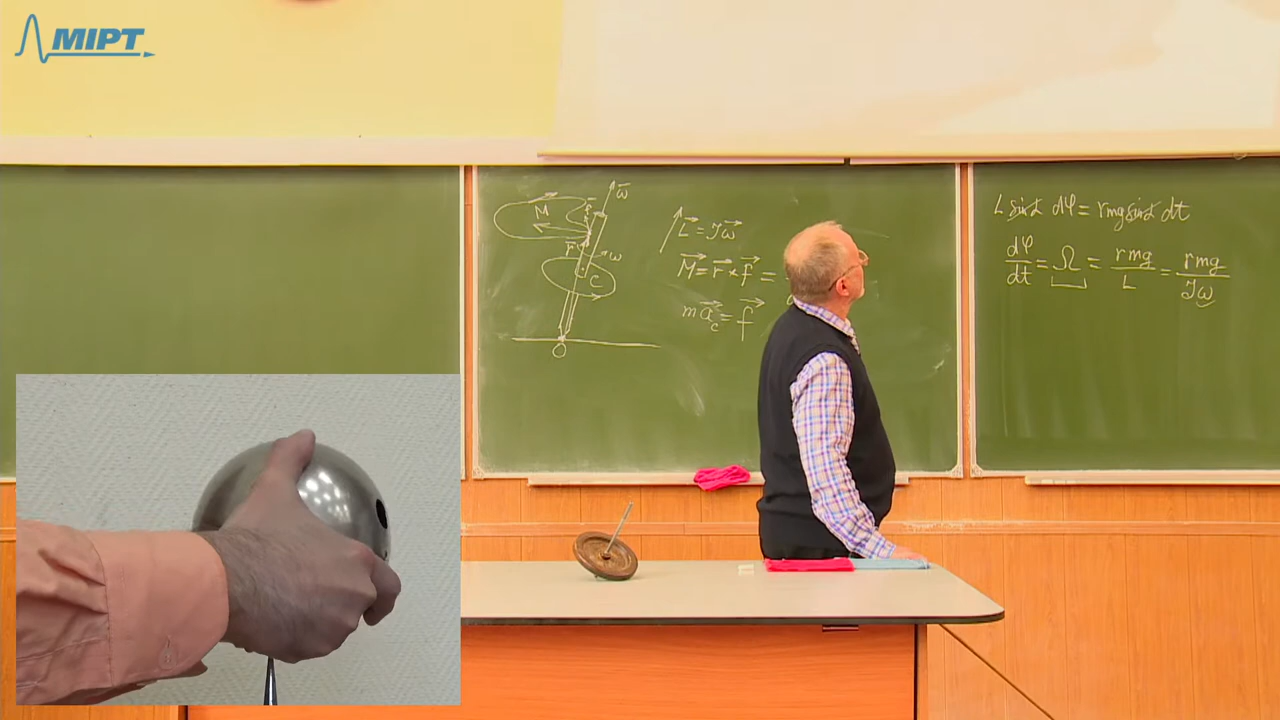 MIPT
M f ω
r ω
C
O
L = Jω
M = r × f =
ma_c = f
L sinα dφ = rmg sinα dt
dφ/dt = Ω = rmg/L = rmg/Jω